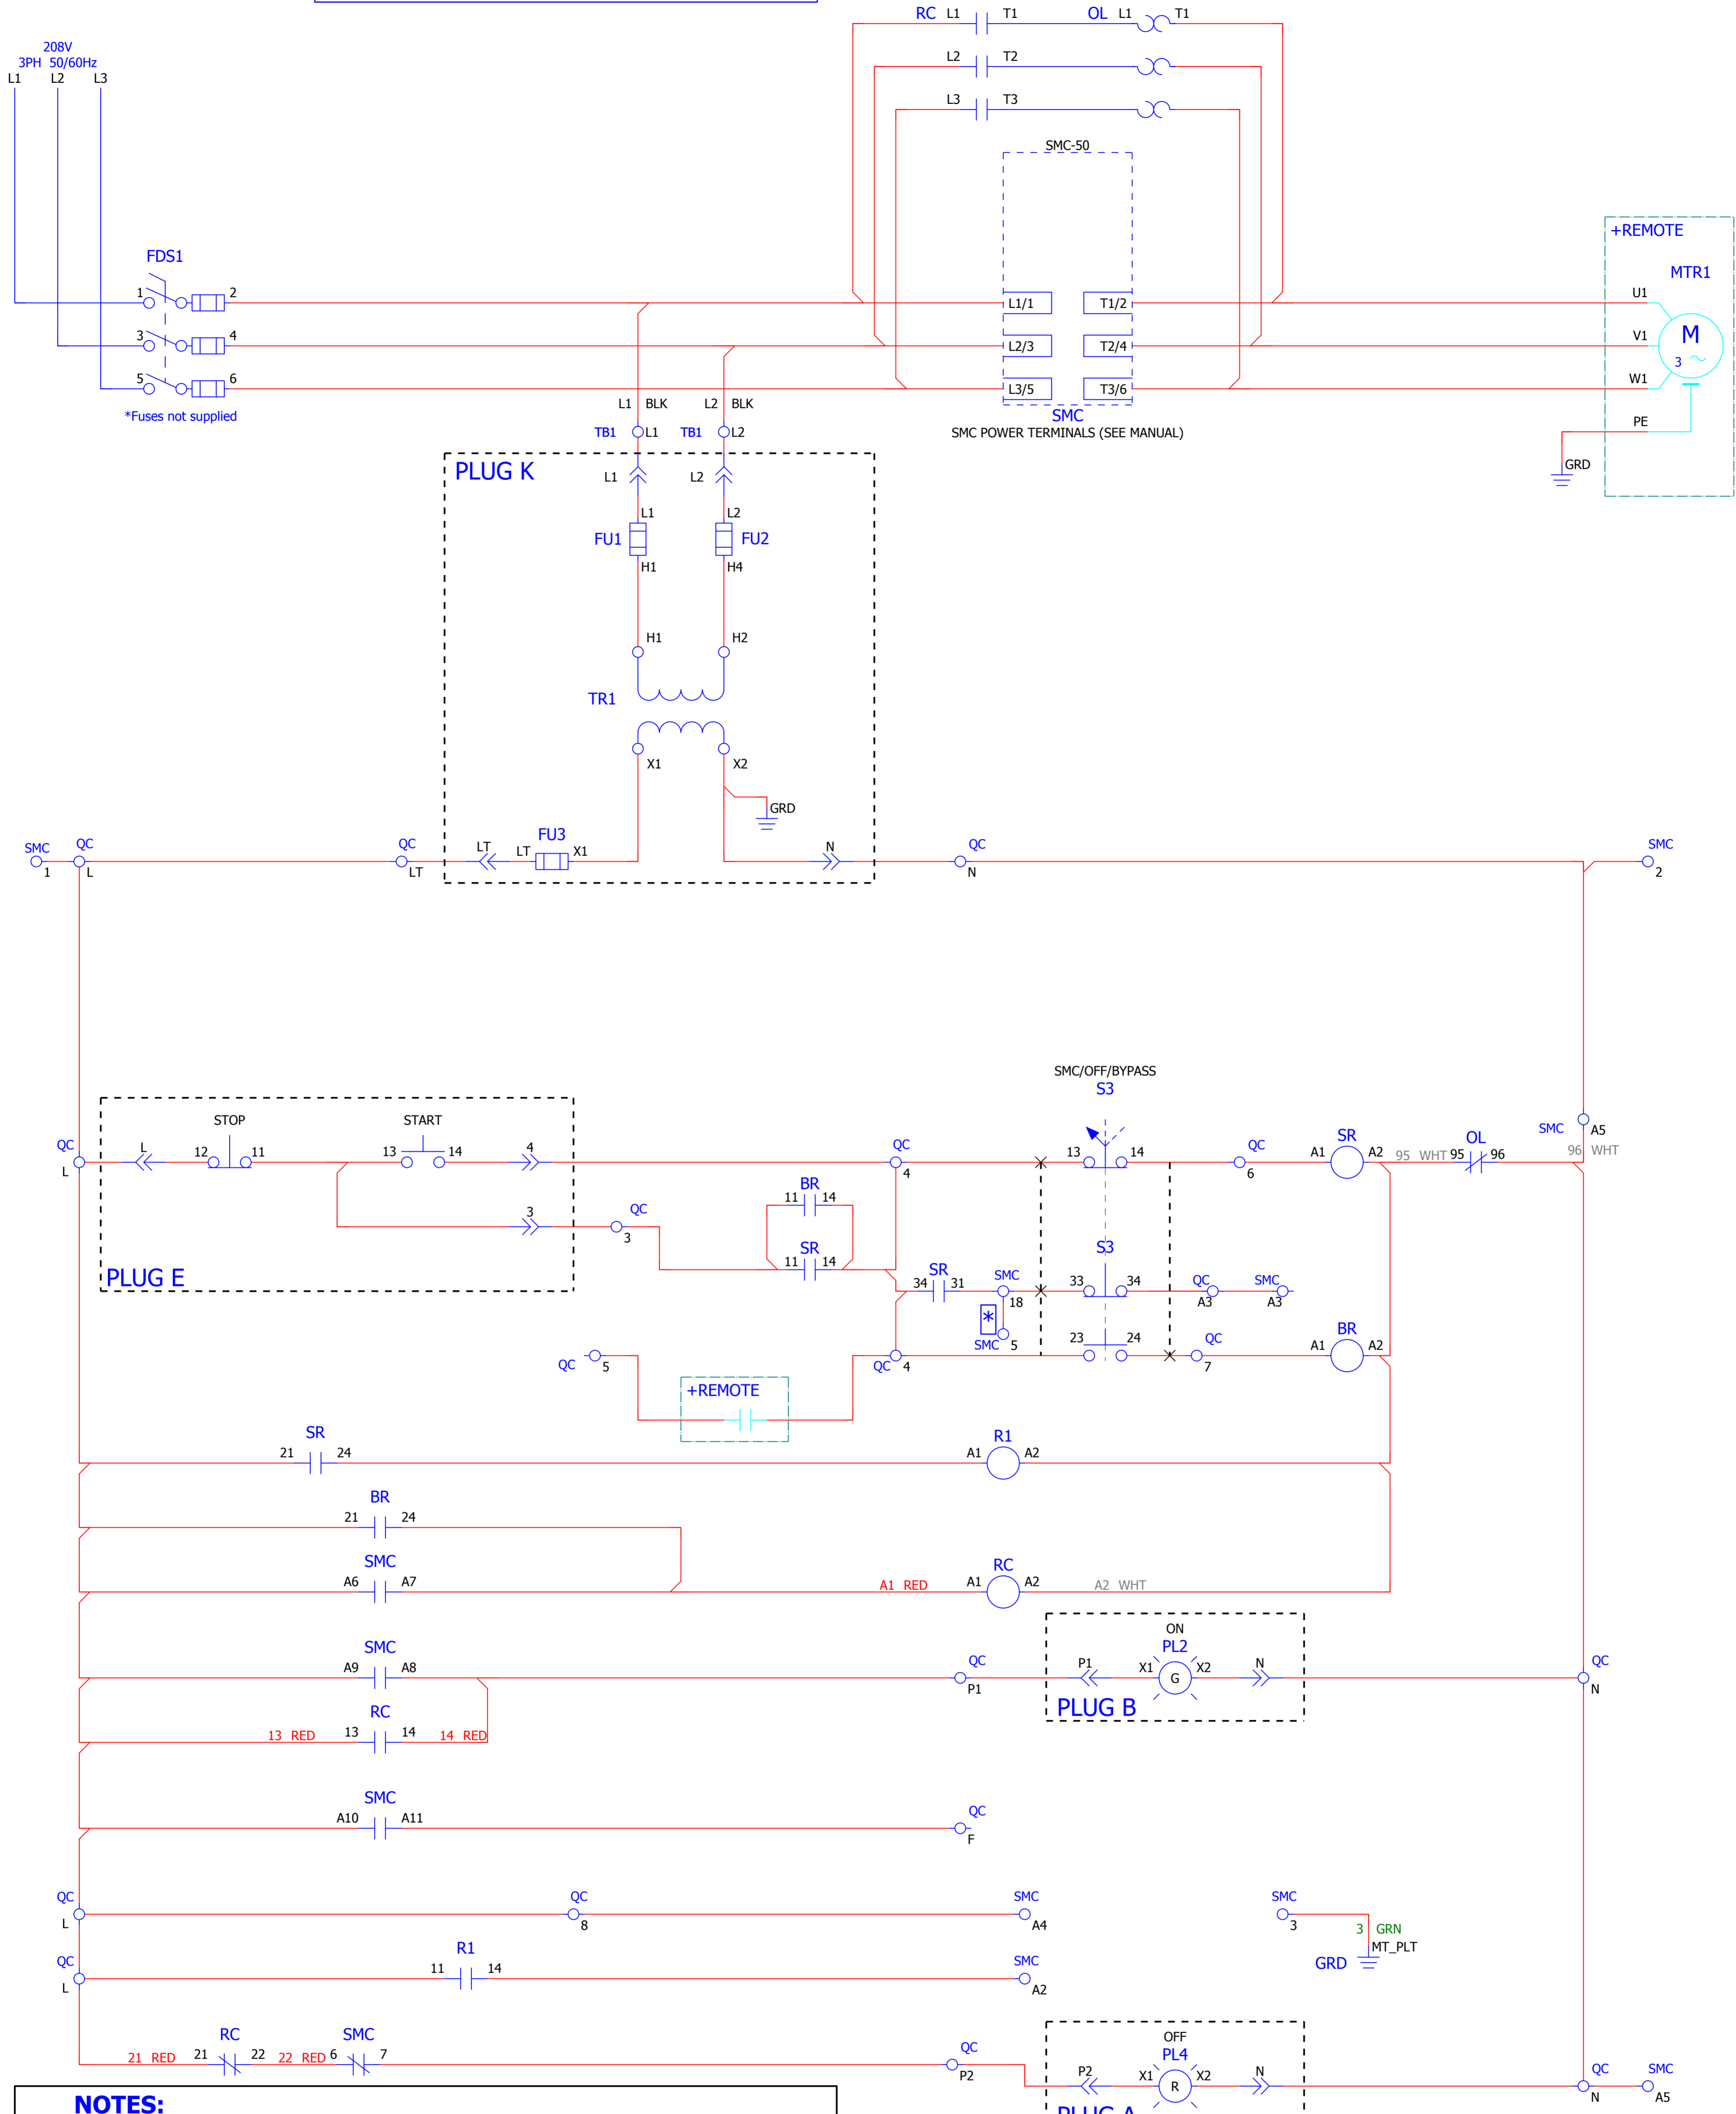 RC L1 T1 OL L1 T1
208V
3PH 50/60Hz
L1 L2 L3
L2 T2
L3 T3
SMC-50
+REMOTE
MTR1
FDS1
1 2 L1/1 T1/2 U1
3 4 L2/3 T2/4 V1 M
3
5 6 L3/5 T3/6 W1
*Fuses not supplied
L1 BLK L2 BLK
SMC
SMC POWER TERMINALS (SEE MANUAL)
PE
TB1 L1 TB1 L2
GRD
PLUG K
L1 L2
L1 L2
FU1 FU2
H1 H4
H1 H2
TR1
X1 X2
GRD
FU3
SMC QC QC LT LT X1 N QC SMC
1 L LT N 2
SMC/OFF/BYPASS
S3
STOP START
SMC A5
QC L 12 11 13 14 4 QC 13 14 QC SR OL
L 4 6 A1 A2 95 WHT 95 96 96 WHT
BR
11 14
3 QC
3
SR
11 14
S3
PLUG E
SR
34 31 SMC 33 34 QC SMC
18 A3 A3
*
SMC 5
23 24 QC BR
7 A1 A2
QC 5 QC 4
+REMOTE
SR R1
21 24 A1 A2
BR
21 24
SMC RC
A6 A7 A1 RED A1 A2 A2 WHT
ON
SMC PL2
A9 A8 QC P1 X1 G X2 N QC
P1 N
PLUG B
RC
13 RED 13 14 14 RED
SMC
A10 A11 QC
F
QC QC SMC SMC
L 8 A4 3
3 GRN
MT_PLT
GRD
QC R1 SMC
L 11 14 A2
OFF
RC SMC PL4
21 RED 21 22 22 RED 6 7 QC
P2
P2 X1 R X2 N QC SMC
N A5
PLUG A
NOTES: